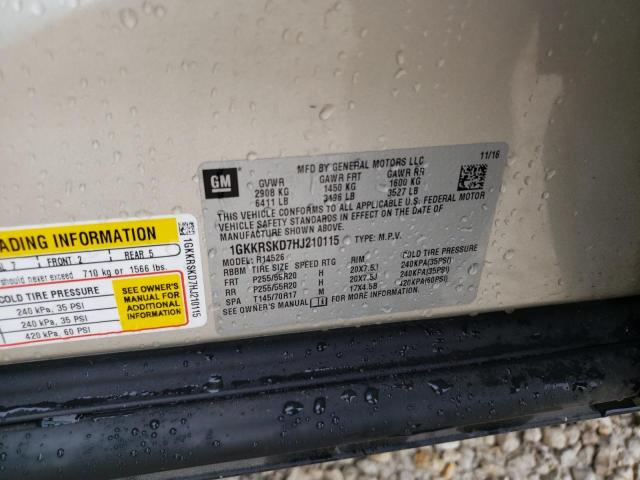 GM
MFD BY GENERAL MOTORS LLC
11/16
GVWR GAWR FRT GAWR RR
2908 KG 1450 KG 1600 KG
6411 LB 3196 LB 3527 LB
THIS VEHICLE CONFORMS TO ALL APPLICABLE U.S. FEDERAL MOTOR
VEHICLE SAFETY STANDARDS IN EFFECT ON THE DATE OF
MANUFACTURE SHOWN ABOVE.
1GKKRSKD7HJ210115 TYPE: M.P.V.
MODEL: R14526
RBBM TIRE SIZE SPEED RTG RIM COLD TIRE PRESSURE
FRT P255/55R20 H 20X7.5J 240KPA(35PSI)
RR P255/55R20 H 20X7.5J 240KPA(35PSI)
SPA T145/70R17 M 17X4.5B 420KPA(60PSI)
SEE OWNER'S MANUAL FOR MORE INFORMATION.
ADING INFORMATION
7 FRONT 2 REAR 5
should never exceed 710 kg or 1566 lbs.
COLD TIRE PRESSURE
240 kPa, 35 PSI
240 kPa, 35 PSI
420 kPa, 60 PSI
SEE OWNER'S
MANUAL FOR
ADDITIONAL
INFORMATION
1GKKRSKD7HJ210115